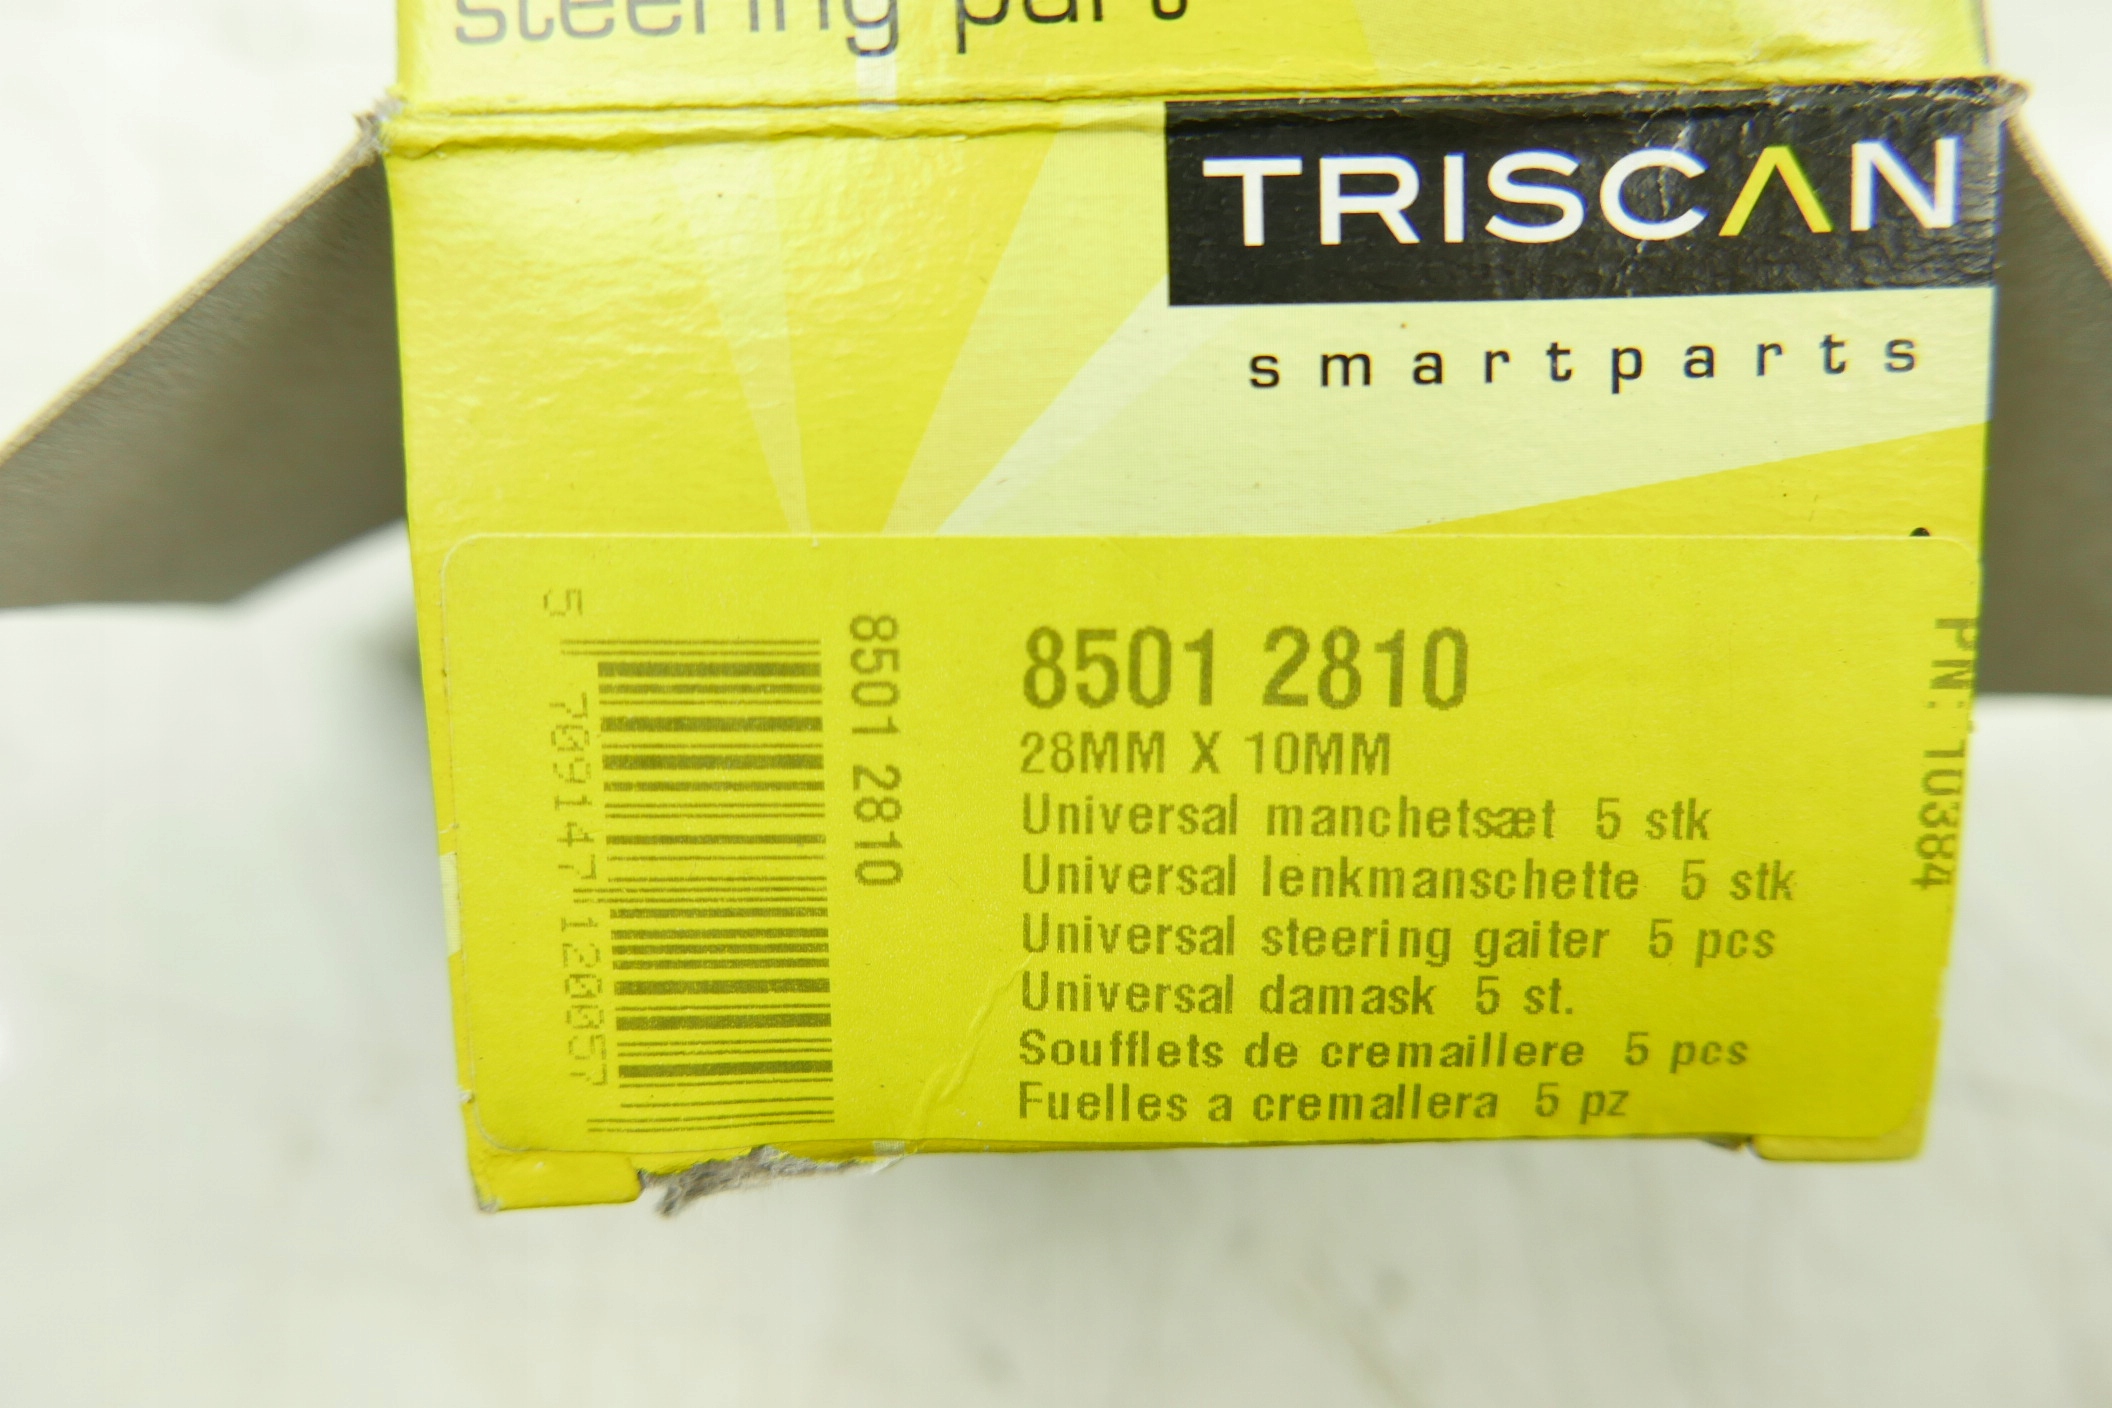 steering part
TRISCAN
smartparts
8501 2810
28MM X 10MM
Universal manchetsæt 5 stk
Universal lenkmanschette 5 stk
Universal steering gaiter 5 pcs
Universal damask 5 st.
Soufflets de cremaillere 5 pcs
Fuelles a cremallera 5 pz
8501 2810
5 709147 120057
PN: 10384